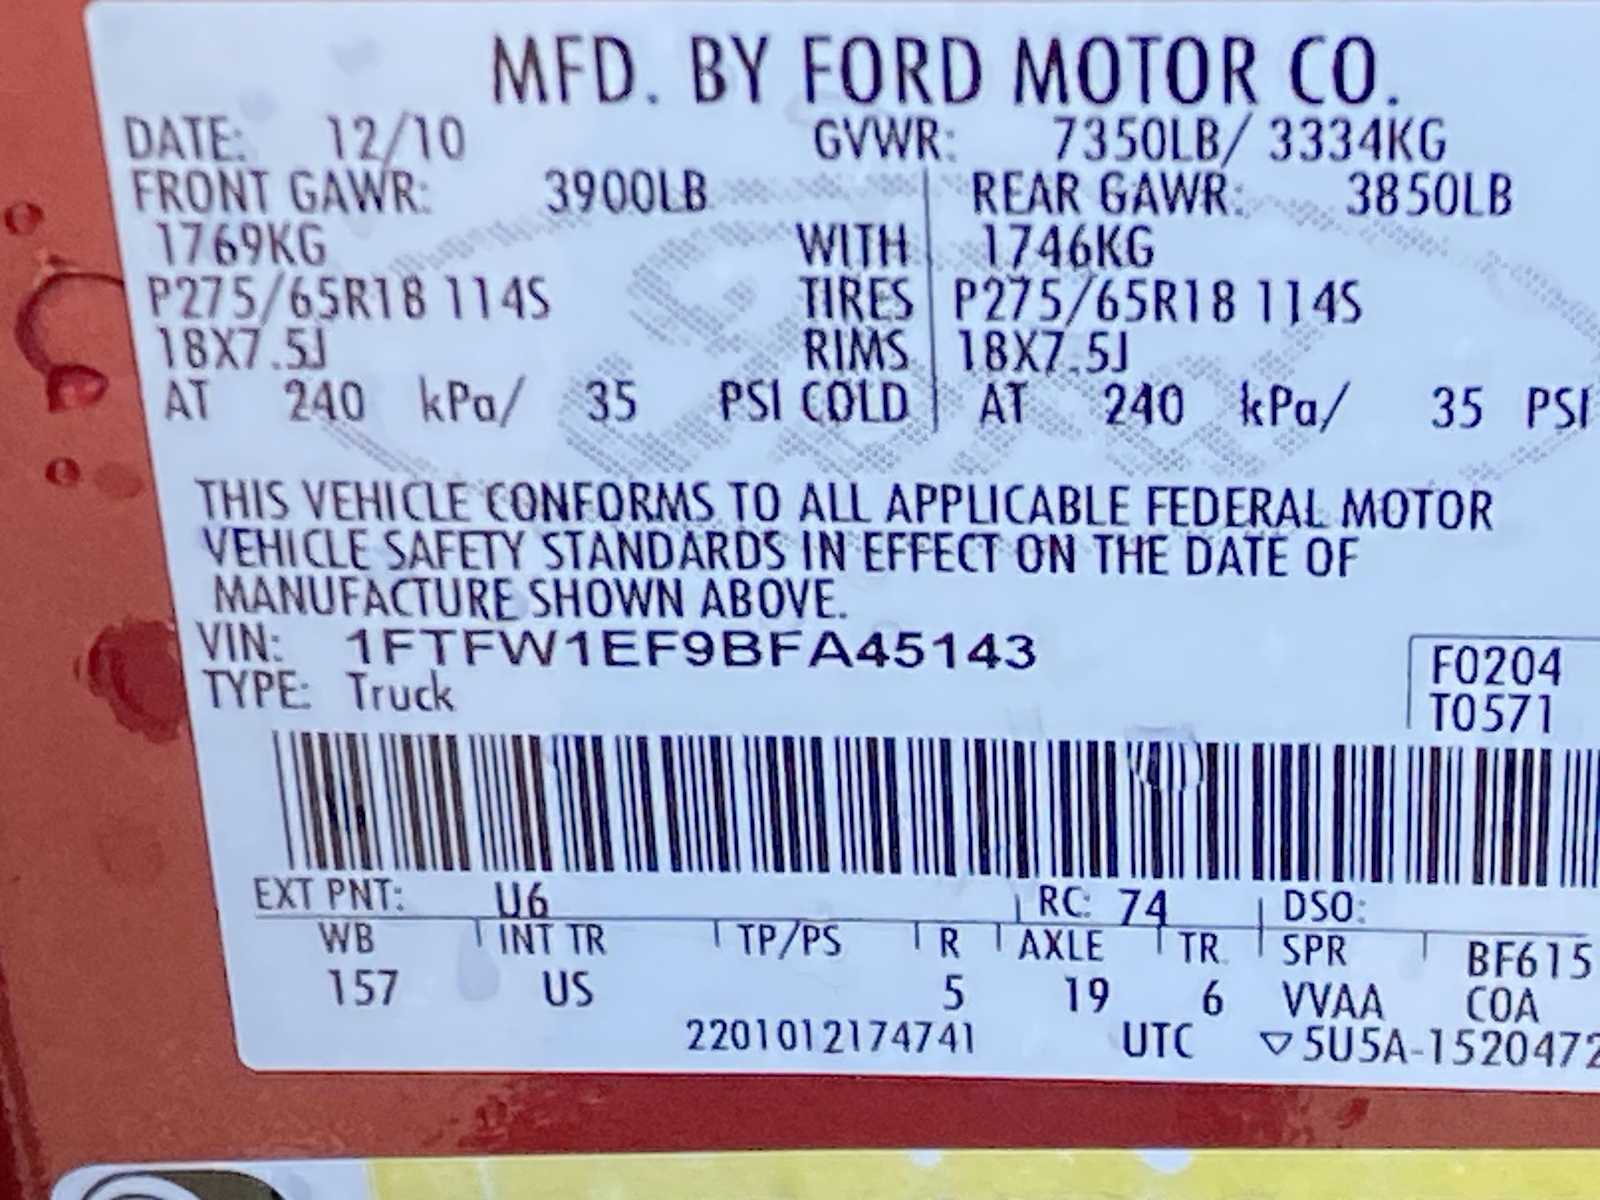 MFD. BY FORD MOTOR CO.
DATE: 12/10 GVWR: 7350LB/ 3334KG
FRONT GAWR: 3900LB REAR GAWR: 3850LB
1769KG WITH 1746KG
P275/65R18 114S TIRES P275/65R18 114S
18X7.5J RIMS 18X7.5J
AT 240 kPa/ 35 PSI COLD AT 240 kPa/ 35 PSI
THIS VEHICLE CONFORMS TO ALL APPLICABLE FEDERAL MOTOR
VEHICLE SAFETY STANDARDS IN EFFECT ON THE DATE OF
MANUFACTURE SHOWN ABOVE.
VIN: 1FTFW1EF9BFA45143
F0204
TYPE: Truck
T0571
EXT PNT: U6 RC: 74 DSO:
WB INT TR TP/PS R AXLE TR SPR BF615
157 US 5 19 6 VVAA COA
2201012174741 UTC ▽5U5A-1520472